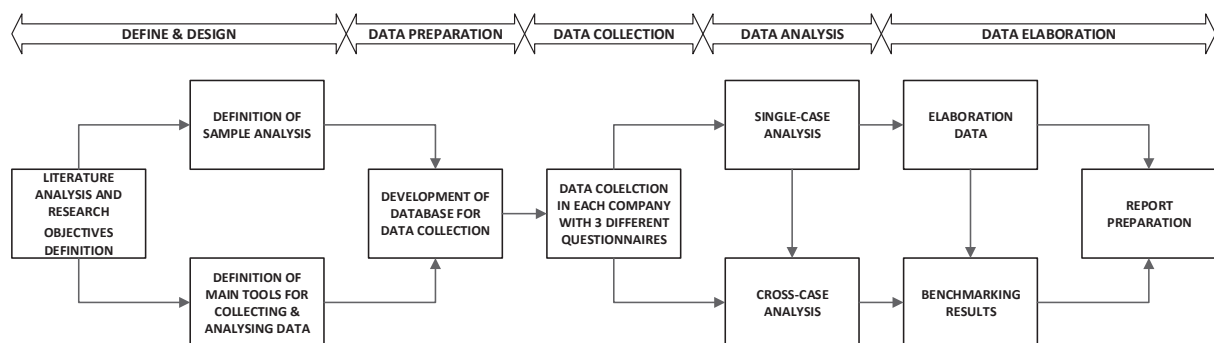 DEFINE & DESIGN
DATA PREPARATION
DATA COLLECTION
DATA ANALYSIS
DATA ELABORATION
LITERATURE
ANALYSIS AND
RESEARCH
OBJECTIVES
DEFINITION
DEFINITION OF
SAMPLE ANALYSIS
DEFINITION OF
MAIN TOOLS FOR
COLLECTING &
ANALYSING DATA
DEVELOPMENT OF
DATABASE FOR
DATA COLLECTION
DATA COLELCTION
IN EACH COMPANY
WITH 3 DIFFERENT
QUESTIONNAIRES
SINGLE-CASE
ANALYSIS
CROSS-CASE
ANALYSIS
ELABORATION
DATA
BENCHMARKING
RESULTS
REPORT
PREPARATION